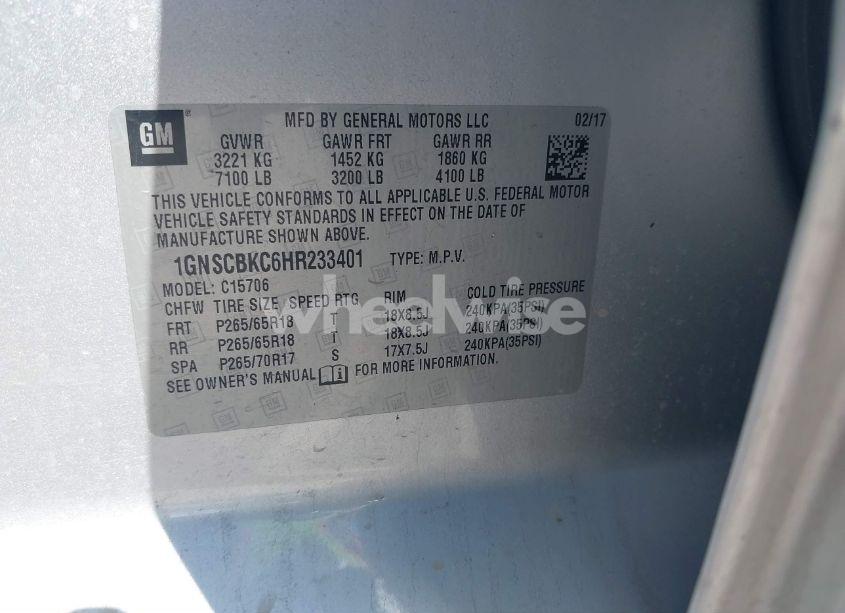 GM
MFD BY GENERAL MOTORS LLC 02/17
GVWR GAWR FRT GAWR RR
3221 KG 1452 KG 1860 KG
7100 LB 3200 LB 4100 LB
THIS VEHICLE CONFORMS TO ALL APPLICABLE U.S. FEDERAL MOTOR
VEHICLE SAFETY STANDARDS IN EFFECT ON THE DATE OF
MANUFACTURE SHOWN ABOVE.
1GNSCBKC6HR233401 TYPE: M.P.V.
MODEL: C15706
CHFW TIRE SIZE SPEED RTG RIM COLD TIRE PRESSURE
FRT P265/65R18 T 18X8.5J 240KPA(35PSI)
RR P265/65R18 T 18X8.5J 240KPA(35PSI)
SPA P265/70R17 S 17X7.5J 240KPA(35PSI)
SEE OWNER'S MANUAL FOR MORE INFORMATION.
wheelwise